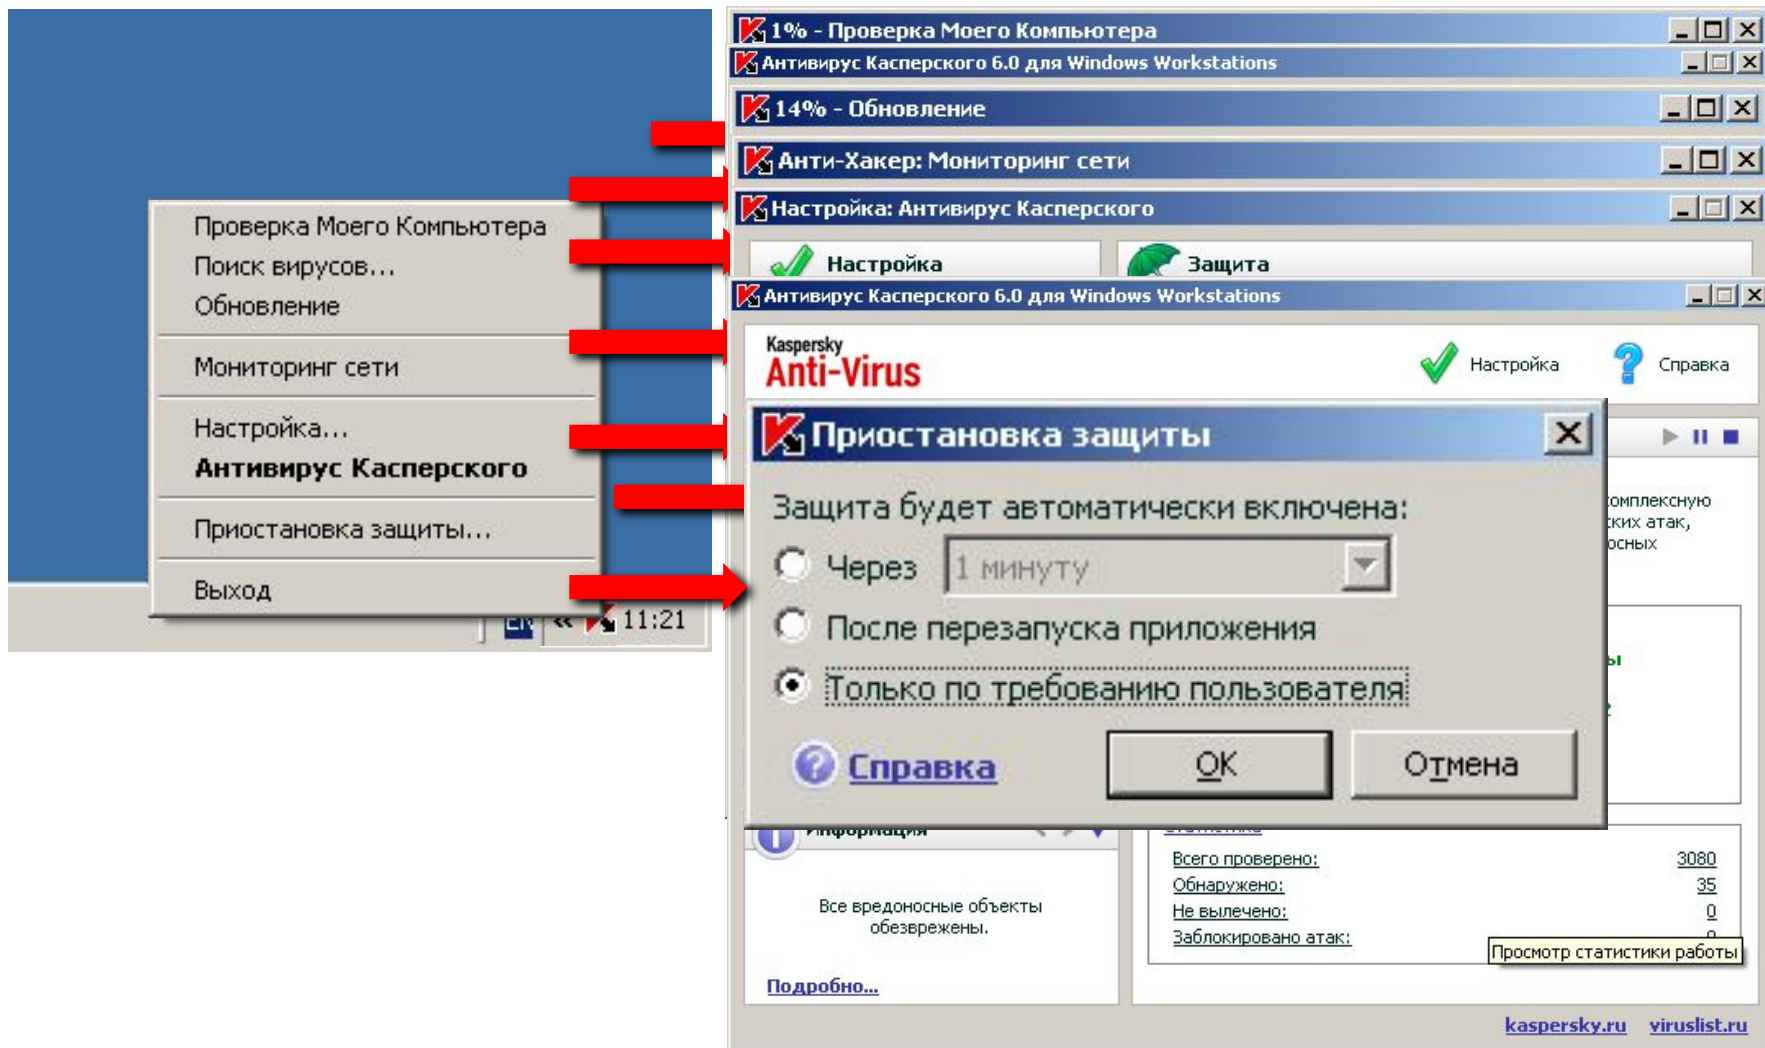 Проверка Моего Компьютера
Поиск вирусов...
Обновление
Мониторинг сети
Настройка...
Антивирус Касперского
Приостановка защиты...
Выход
EN « 11:21
1% - Проверка Моего Компьютера
Антивирус Касперского 6.0 для Windows Workstations
14% - Обновление
Анти-Хакер: Мониторинг сети
Настройка: Антивирус Касперского
Настройка Защита
Антивирус Касперского 6.0 для Windows Workstations
Kaspersky
Anti-Virus
Настройка Справка
Приостановка защиты
Защита будет автоматически включена:
Через 1 минуту
После перезапуска приложения
Только по требованию пользователя
Справка OK Отмена
Информация
Статистика
Всего проверено: 3080
Обнаружено: 35
Не вылечено: 0
Заблокировано атак: 0
Все вредоносные объекты
обезврежены.
Просмотр статистики работы
Подробно...
kaspersky.ru viruslist.ru